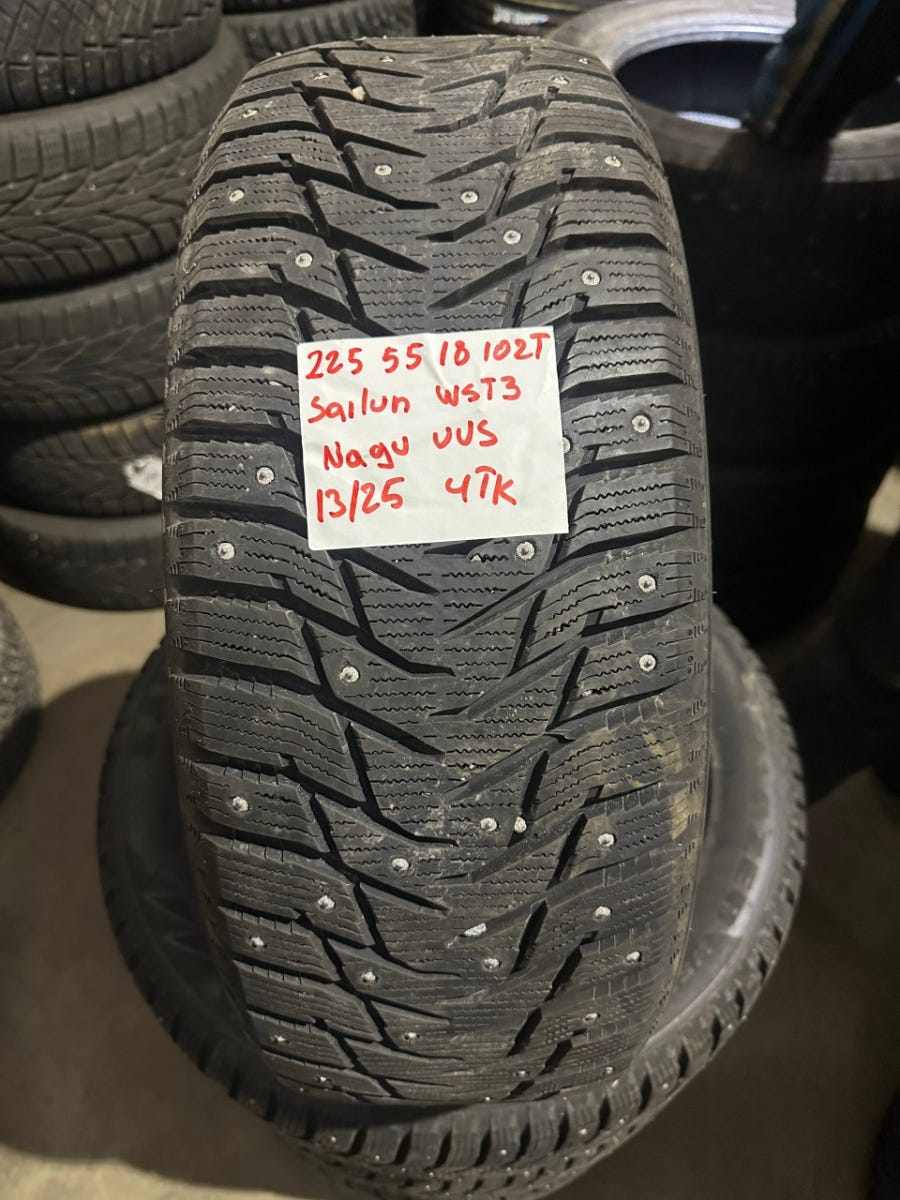 225 55 18 102T
Sailun WST3
Nagu UUS
13/25 4TK